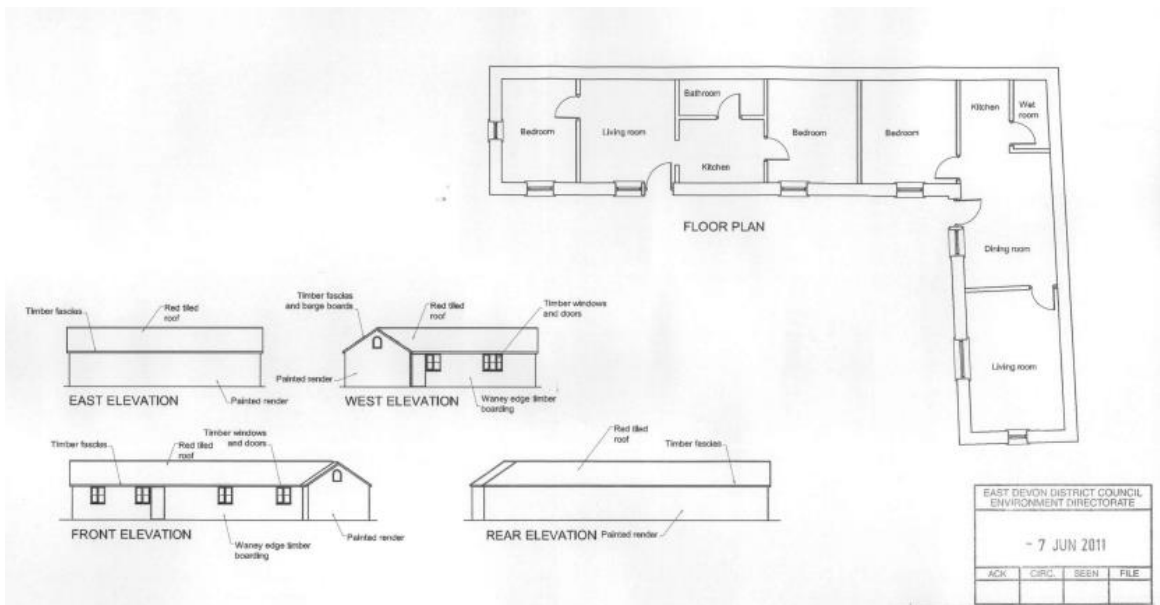 Bathroom
Kitchen
Wet
room
Bedroom
Living room
Bedroom
Bedroom
Kitchen
FLOOR PLAN
Dining room
Living room
Timber fascias
Red tiled
roof
Painted render
EAST ELEVATION
Timber fascias
and barge boards
Red tiled
roof
Timber windows
and doors
Painted render
Waney edge timber
boarding
WEST ELEVATION
Timber fascias
Red tiled
roof
Timber windows
and doors
Waney edge timber
boarding
Painted render
FRONT ELEVATION
Red tiled
roof
Timber fascias
REAR ELEVATION
Painted render
EAST DEVON DISTRICT COUNCIL
ENVIRONMENT DIRECTORATE
- 7 JUN 2011
ACK CIRC. SEEN FILE